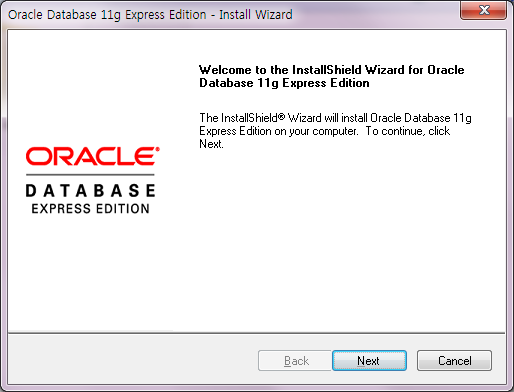 Oracle Database 11g Express Edition - Install Wizard
Welcome to the InstallShield Wizard for Oracle
Database 11g Express Edition
The InstallShield® Wizard will install Oracle Database 11g
Express Edition on your computer. To continue, click
Next.
ORACLE®
DATABASE
EXPRESS EDITION
Back
Next
Cancel